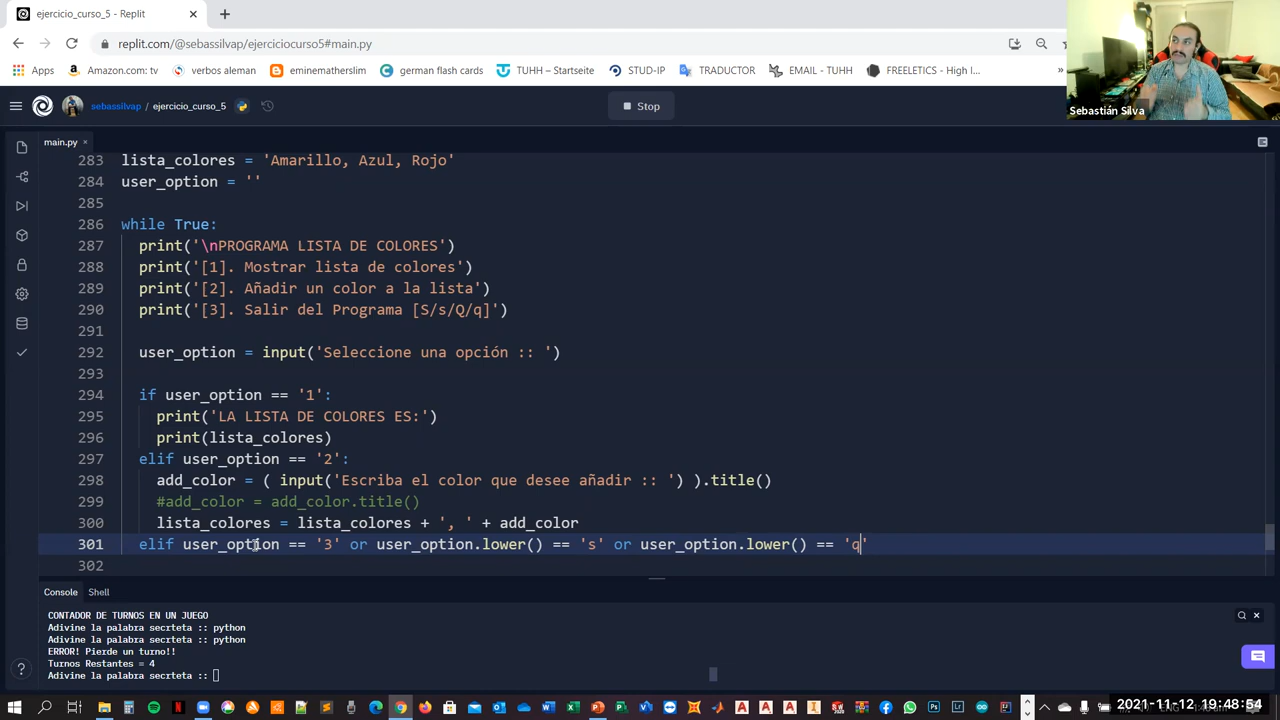 ejercicio_curso_5 - Replit
replit.com/@sebassilvap/ejerciciocurso5#main.py
Apps Amazon.com: tv verbos aleman eminemathslim german flash cards TUHH – Startseite STUD-IP TRADUCTOR EMAIL - TUHH FREELETICS - High I... »
Sebastián Silva
sebassilvap / ejercicio_curso_5 Stop
main.py ×
283 lista_colores = 'Amarillo, Azul, Rojo'
284 user_option = ''
285
286 while True:
287 print('\nPROGRAMA LISTA DE COLORES')
288 print('[1]. Mostrar lista de colores')
289 print('[2]. Añadir un color a la lista')
290 print('[3]. Salir del Programa [S/s/Q/q]')
291
292 user_option = input('Seleccione una opción :: ')
293
294 if user_option == '1':
295 print('LA LISTA DE COLORES ES:')
296 print(lista_colores)
297 elif user_option == '2':
298 add_color = ( input('Escriba el color que desee añadir :: ') ).title()
299 #add_color = add_color.title()
300 lista_colores = lista_colores + ', ' + add_color
301 elif user_option == '3' or user_option.lower() == 's' or user_option.lower() == 'q'
302
Console Shell
CONTADOR DE TURNOS EN UN JUEGO
Adivine la palabra secrteta :: python
Adivine la palabra secrteta :: python
ERROR! Pierde un turno!!
Turnos Restantes = 4
Adivine la palabra secrteta ::
2021-11-12 19:48:54